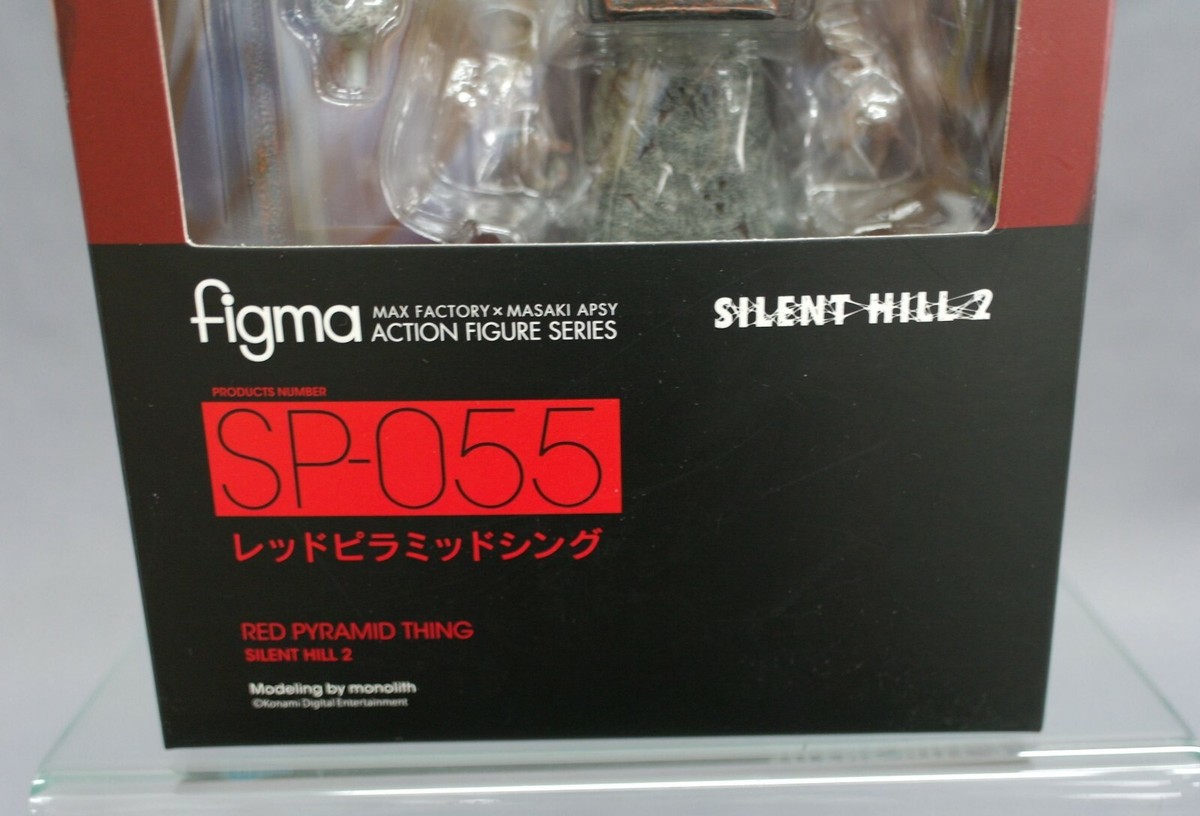 figma MAX FACTORY × MASAKI APSY
ACTION FIGURE SERIES
SILENT HILL 2
PRODUCTS NUMBER
SP-055
レッドピラミッドシング
RED PYRAMID THING
SILENT HILL 2
Modeling by monolith
©Konami Digital Entertainment